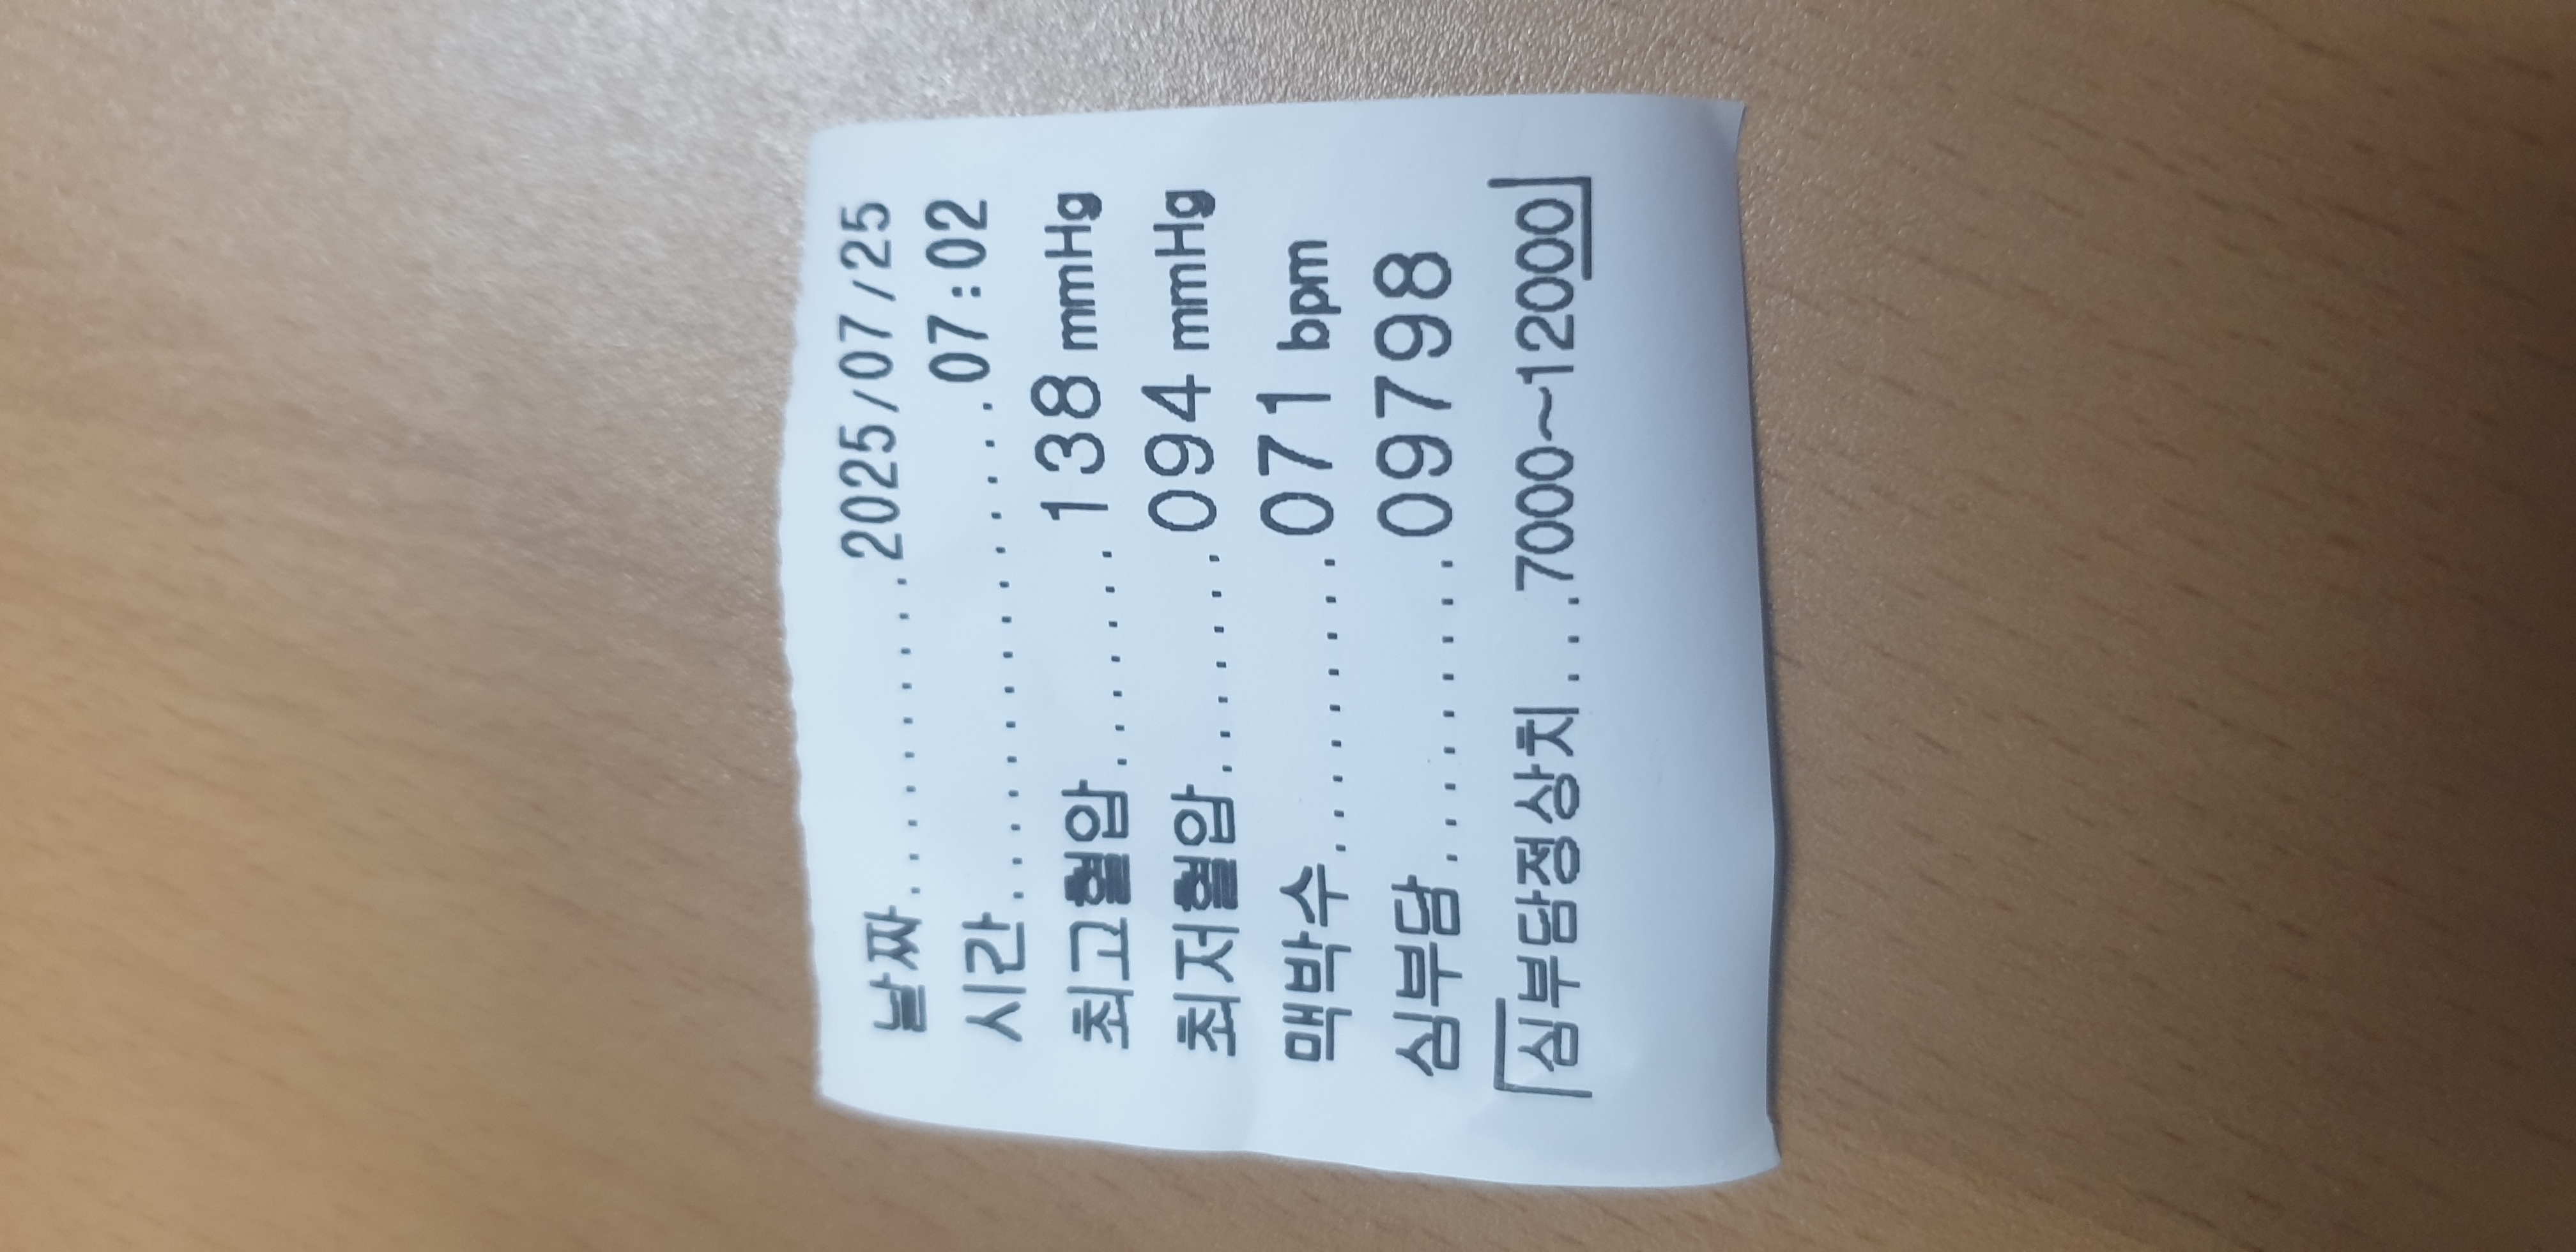 날짜............2025/07/25
시간...............07:02
최고혈압.......138 mmHg
최저혈압.......094 mmHg
맥박수.........071 bpm
심부담.........09798
「심부담정상치...7000~12000」